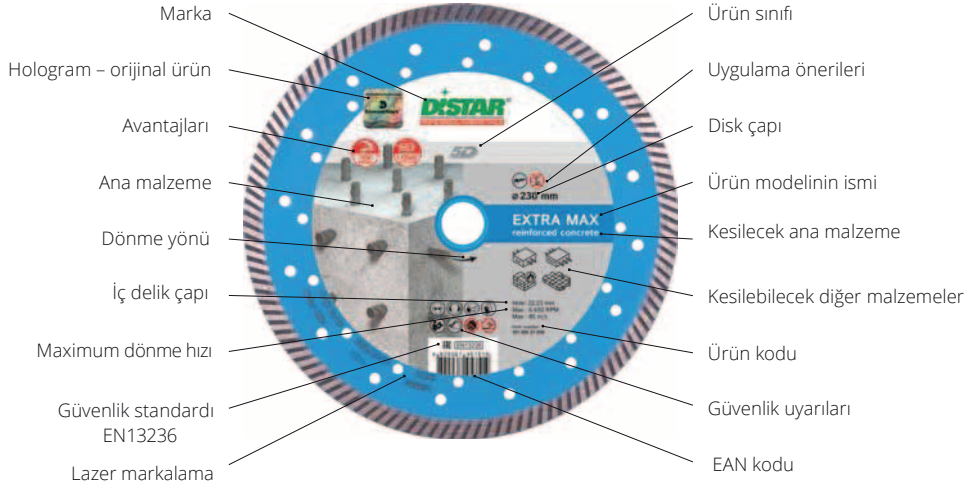 Marka
Hologram – orijinal ürün
Avantajları
Ana malzeme
Dönme yönü
İç delik çapı
Maximum dönme hızı
Güvenlik standardı
EN13236
Lazer markalama
DiSTAR
5D
ø 230 mm
EXTRA MAX
reinforced concrete
EN13236
Ürün sınıfı
Uygulama önerileri
Disk çapı
Ürün modelinin ismi
Kesilecek ana malzeme
Kesilebilecek diğer malzemeler
Ürün kodu
Güvenlik uyarıları
EAN kodu